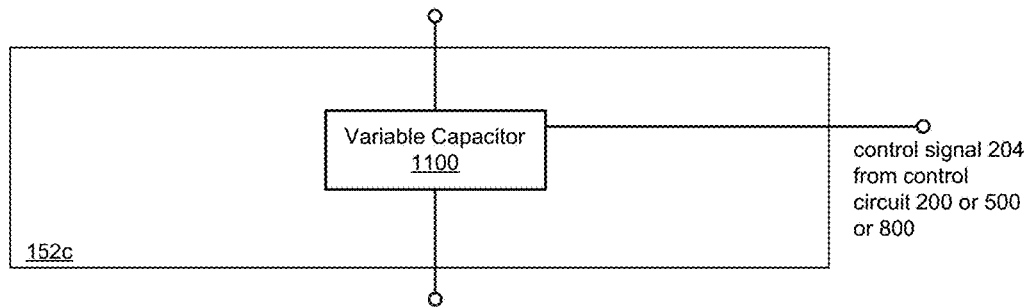 Variable Capacitor
1100
control signal 204
from control
circuit 200 or 500
or 800
152c